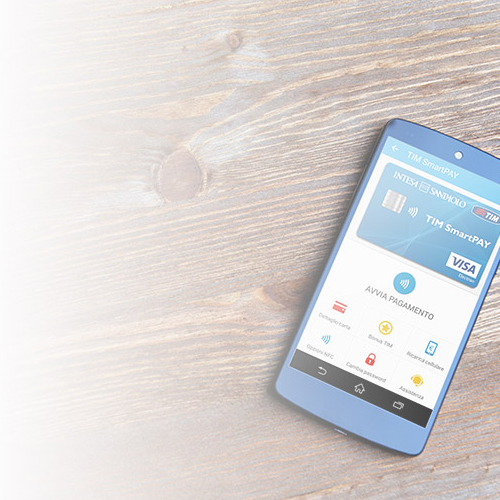 TIM SmartPAY
INTESA SANPAOLO
TIM
TIM SmartPAY
VISA
AVVIA PAGAMENTO
Dettaglio carta
Bonus TIM
Ricarica cellulare
Opzioni NFC
Cambia password
Assistenza